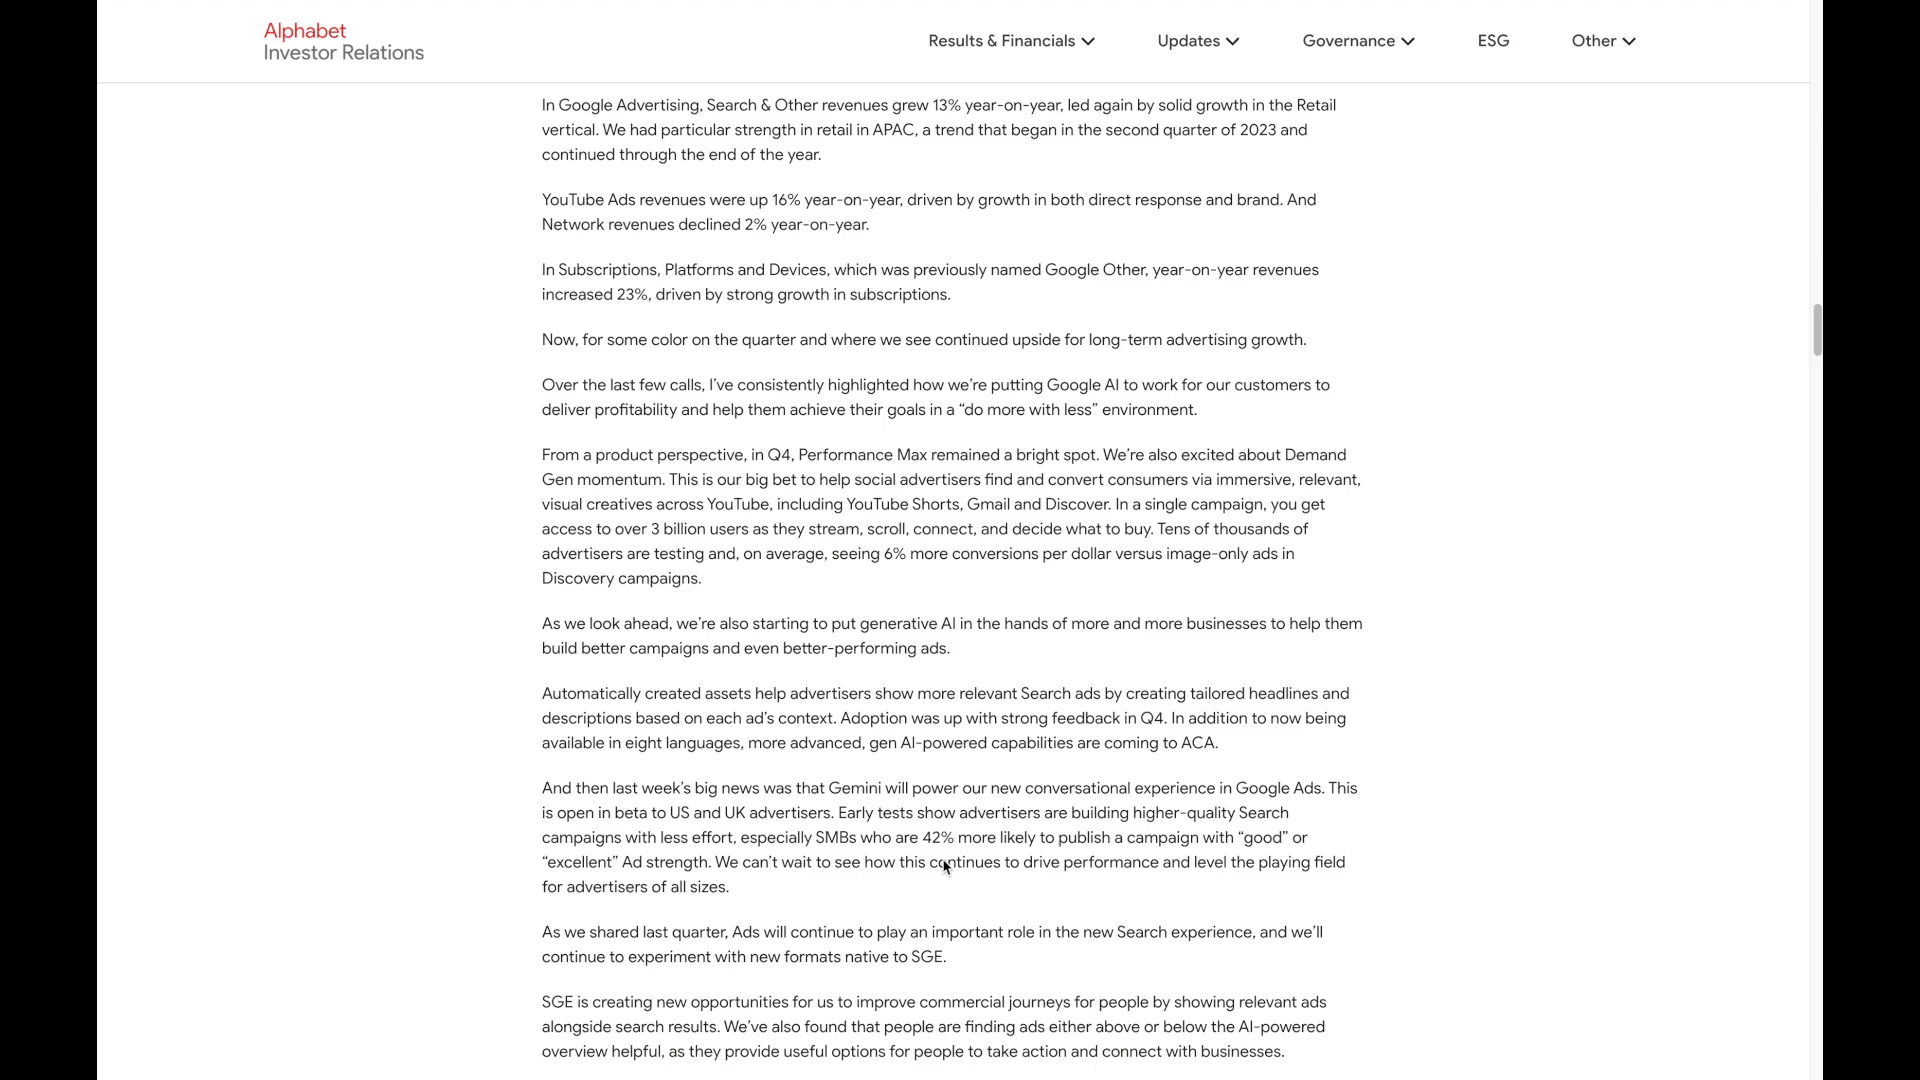 Alphabet
Investor Relations
Results & Financials
Updates
Governance
ESG
Other
In Google Advertising, Search & Other revenues grew 13% year-on-year, led again by solid growth in the Retail
vertical. We had particular strength in retail in APAC, a trend that began in the second quarter of 2023 and
continued through the end of the year.
YouTube Ads revenues were up 16% year-on-year, driven by growth in both direct response and brand. And
Network revenues declined 2% year-on-year.
In Subscriptions, Platforms and Devices, which was previously named Google Other, year-on-year revenues
increased 23%, driven by strong growth in subscriptions.
Now, for some color on the quarter and where we see continued upside for long-term advertising growth.
Over the last few calls, I’ve consistently highlighted how we’re putting Google AI to work for our customers to
deliver profitability and help them achieve their goals in a “do more with less” environment.
From a product perspective, in Q4, Performance Max remained a bright spot. We’re also excited about Demand
Gen momentum. This is our big bet to help social advertisers find and convert consumers via immersive, relevant,
visual creatives across YouTube, including YouTube Shorts, Gmail and Discover. In a single campaign, you get
access to over 3 billion users as they stream, scroll, connect, and decide what to buy. Tens of thousands of
advertisers are testing and, on average, seeing 6% more conversions per dollar versus image-only ads in
Discovery campaigns.
As we look ahead, we’re also starting to put generative AI in the hands of more and more businesses to help them
build better campaigns and even better-performing ads.
Automatically created assets help advertisers show more relevant Search ads by creating tailored headlines and
descriptions based on each ad’s context. Adoption was up with strong feedback in Q4. In addition to now being
available in eight languages, more advanced, gen AI-powered capabilities are coming to ACA.
And then last week’s big news was that Gemini will power our new conversational experience in Google Ads. This
is open in beta to US and UK advertisers. Early tests show advertisers are building higher-quality Search
campaigns with less effort, especially SMBs who are 42% more likely to publish a campaign with “good” or
“excellent” Ad strength. We can’t wait to see how this continues to drive performance and level the playing field
for advertisers of all sizes.
As we shared last quarter, Ads will continue to play an important role in the new Search experience, and we’ll
continue to experiment with new formats native to SGE.
SGE is creating new opportunities for us to improve commercial journeys for people by showing relevant ads
alongside search results. We’ve also found that people are finding ads either above or below the AI-powered
overview helpful, as they provide useful options for people to take action and connect with businesses.